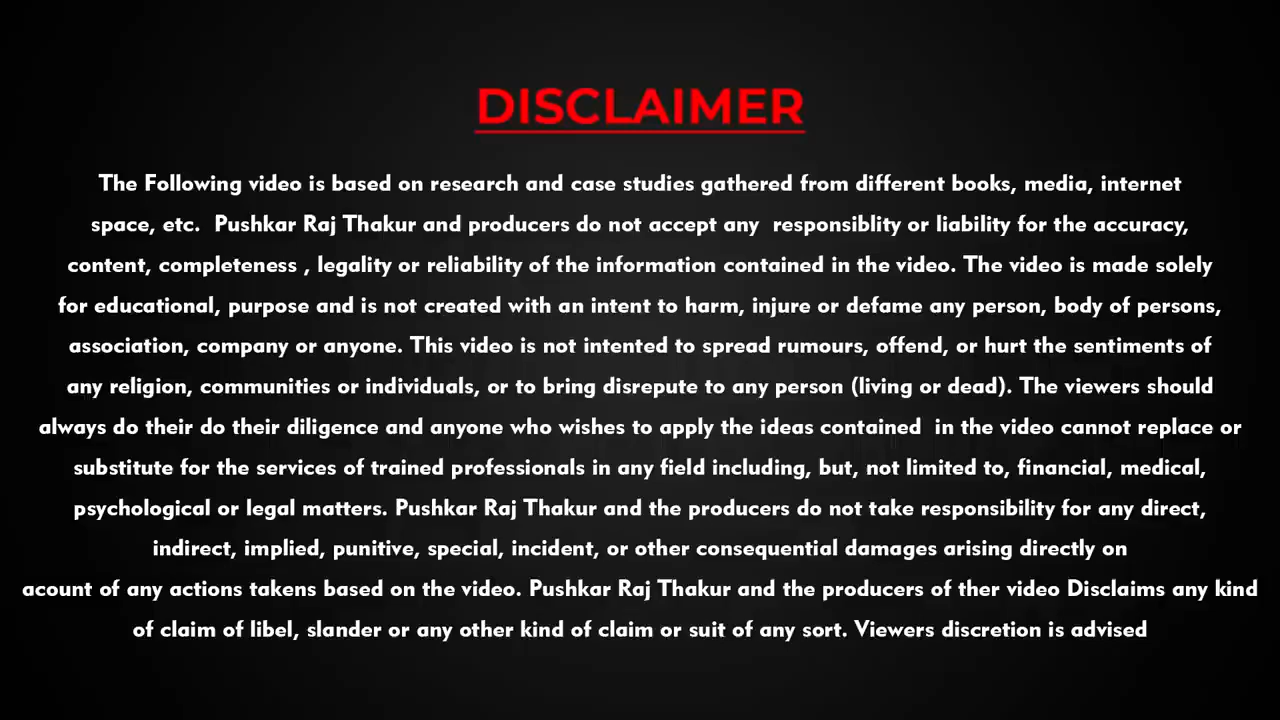 DISCLAIMER
The Following video is based on research and case studies gathered from different books, media, internet
space, etc.  Pushkar Raj Thakur and producers do not accept any  responsiblity or liability for the accuracy,
content, completeness , legality or reliability of the information contained in the video. The video is made solely
for educational, purpose and is not created with an intent to harm, injure or defame any person, body of persons,
association, company or anyone. This video is not intented to spread rumours, offend, or hurt the sentiments of
any religion, communities or individuals, or to bring disrepute to any person (living or dead). The viewers should
always do their do their diligence and anyone who wishes to apply the ideas contained  in the video cannot replace or
substitute for the services of trained professionals in any field including, but, not limited to, financial, medical,
psychological or legal matters. Pushkar Raj Thakur and the producers do not take responsibility for any direct,
indirect, implied, punitive, special, incident, or other consequential damages arising directly on
acount of any actions takens based on the video. Pushkar Raj Thakur and the producers of ther video Disclaims any kind
of claim of libel, slander or any other kind of claim or suit of any sort. Viewers discretion is advised